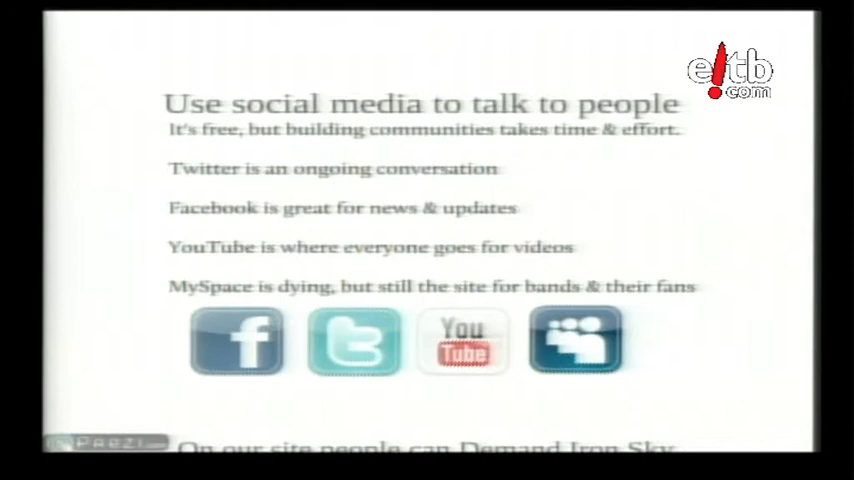 e!tb
.com
Use social media to talk to people
It's free, but building communities takes time & effort.
Twitter is an ongoing conversation
Facebook is great for news & updates
YouTube is where everyone goes for videos
MySpace is dying, but still the site for bands & their fans
f
t
You
Tube
Prezi
On our site people can Demand Iron Sky